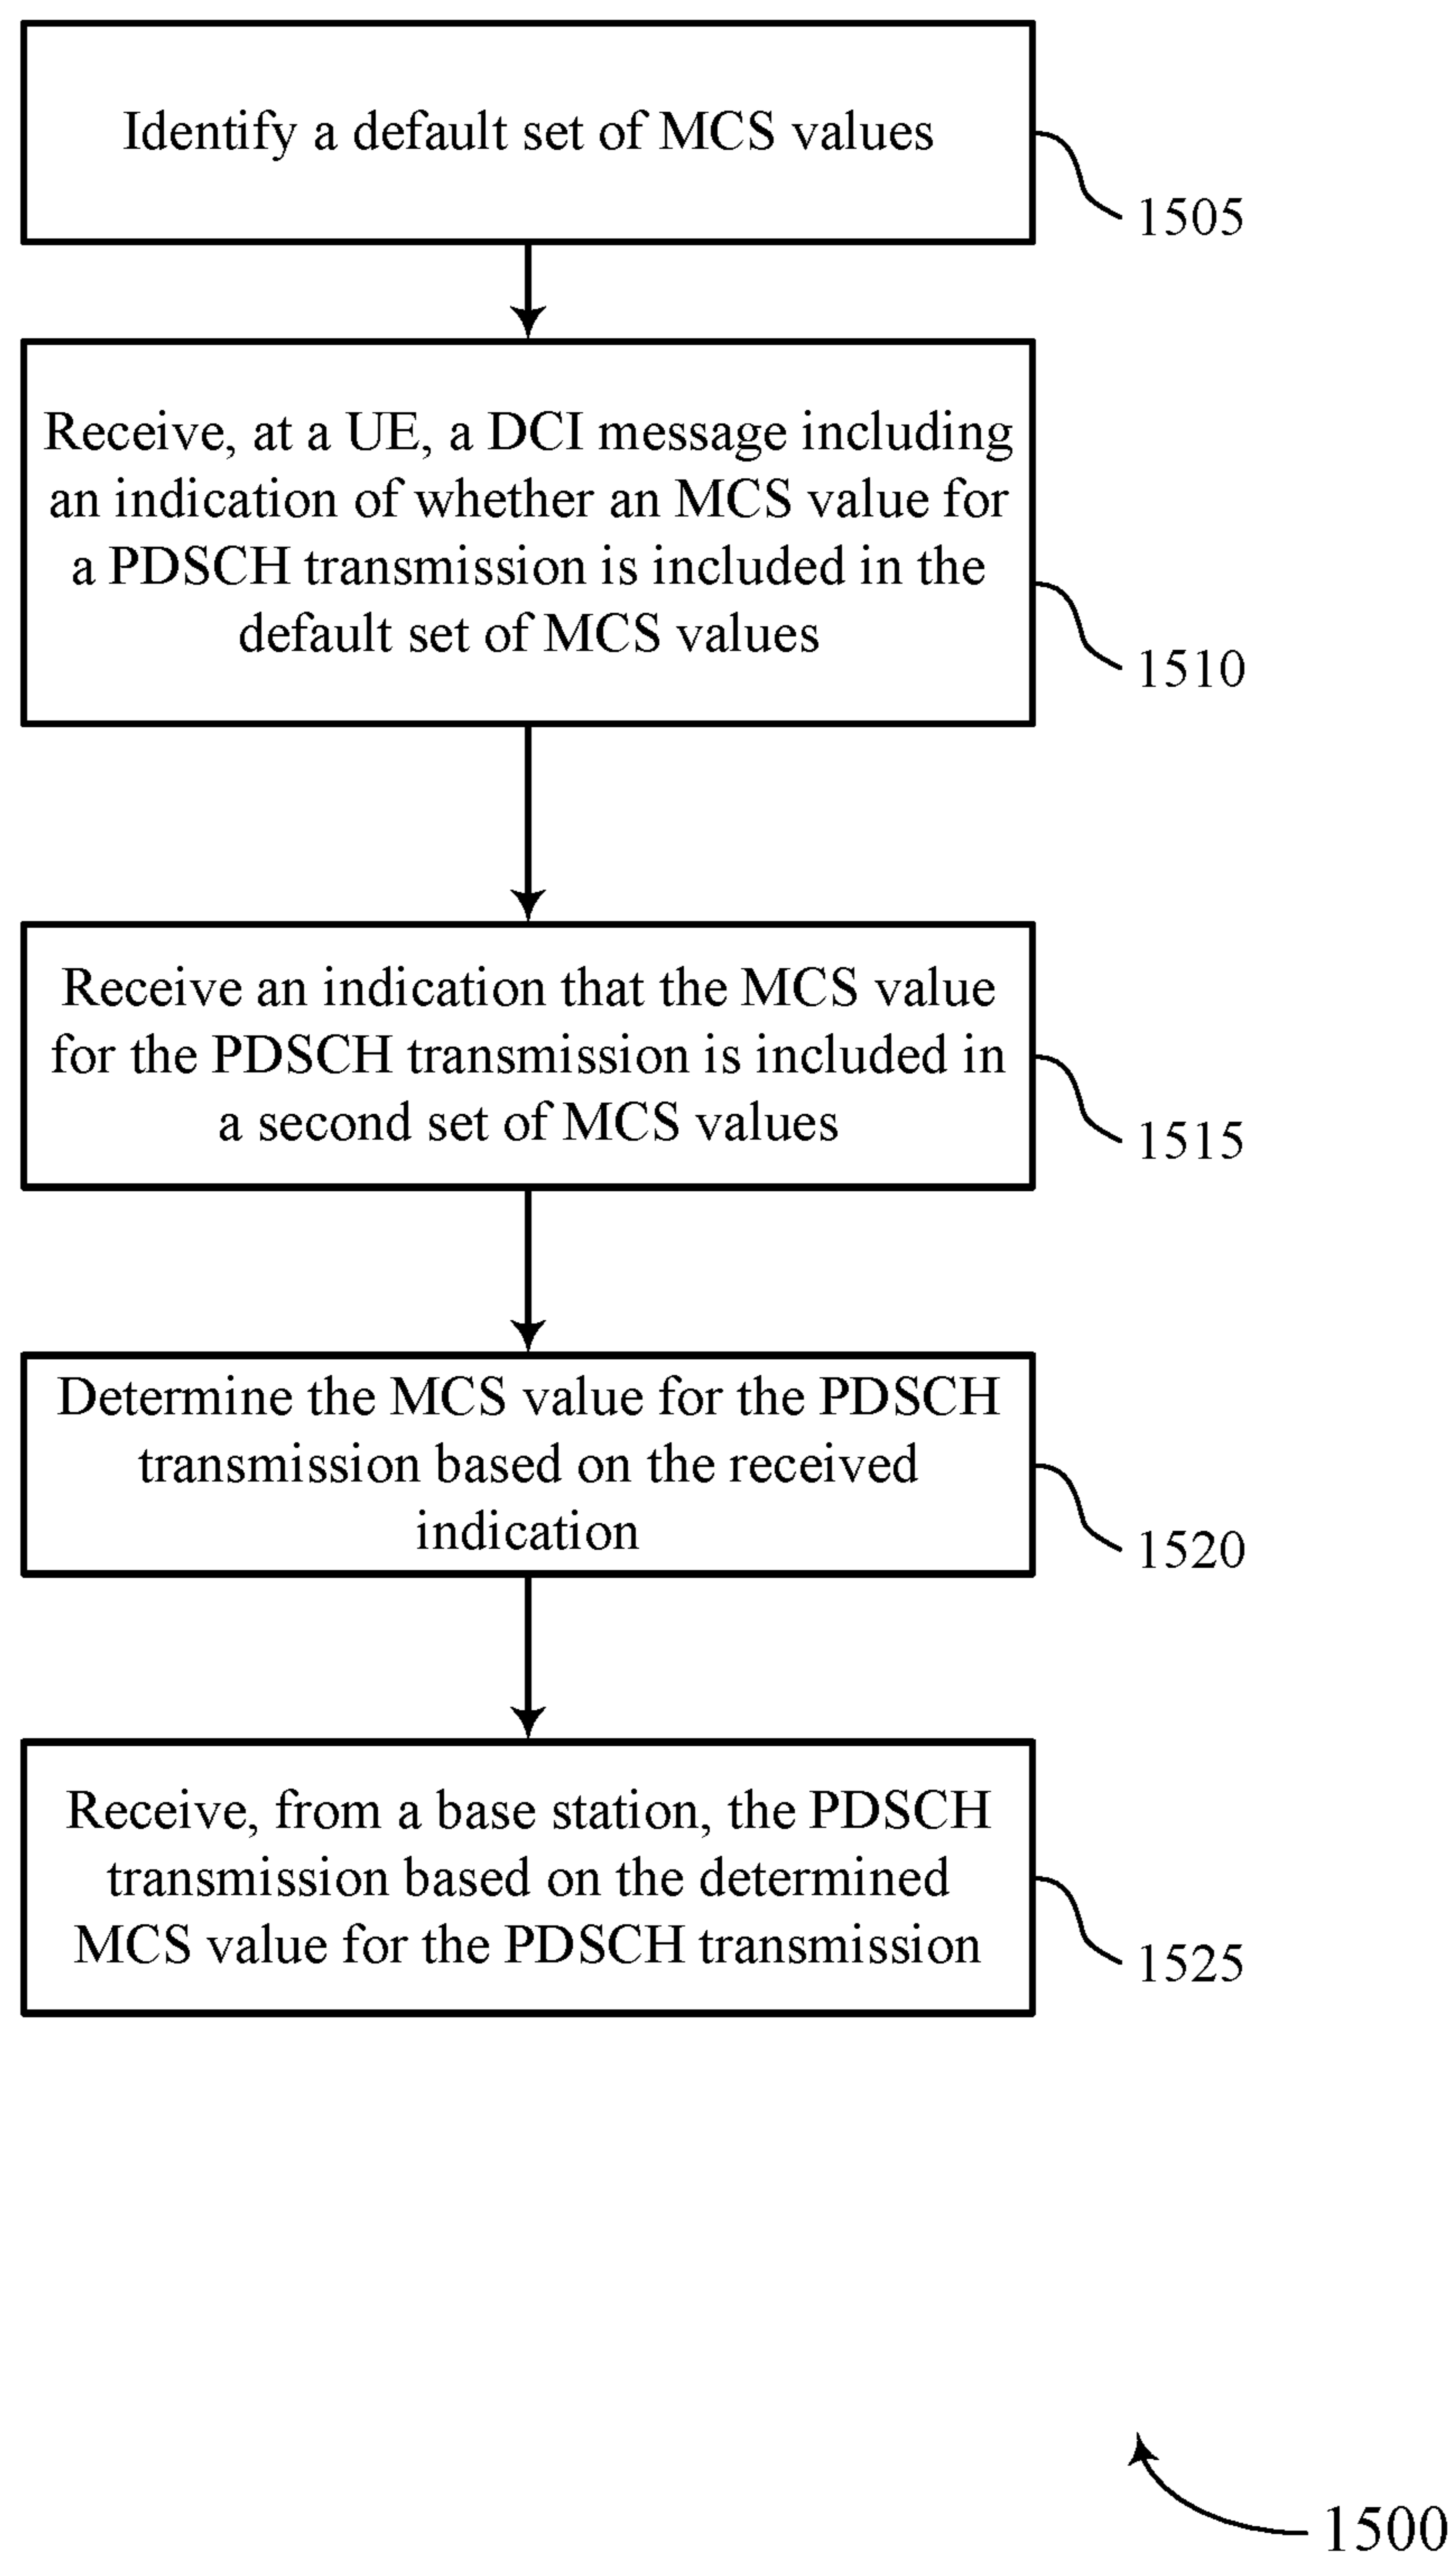 Identify a default set of MCS values
1505
Receive, at a UE, a DCI message including
an indication of whether an MCS value for
a PDSCH transmission is included in the
default set of MCS values
1510
Receive an indication that the MCS value
for the PDSCH transmission is included in
a second set of MCS values
1515
Determine the MCS value for the PDSCH
transmission based on the received
indication
1520
Receive, from a base station, the PDSCH
transmission based on the determined
MCS value for the PDSCH transmission
1525
1500